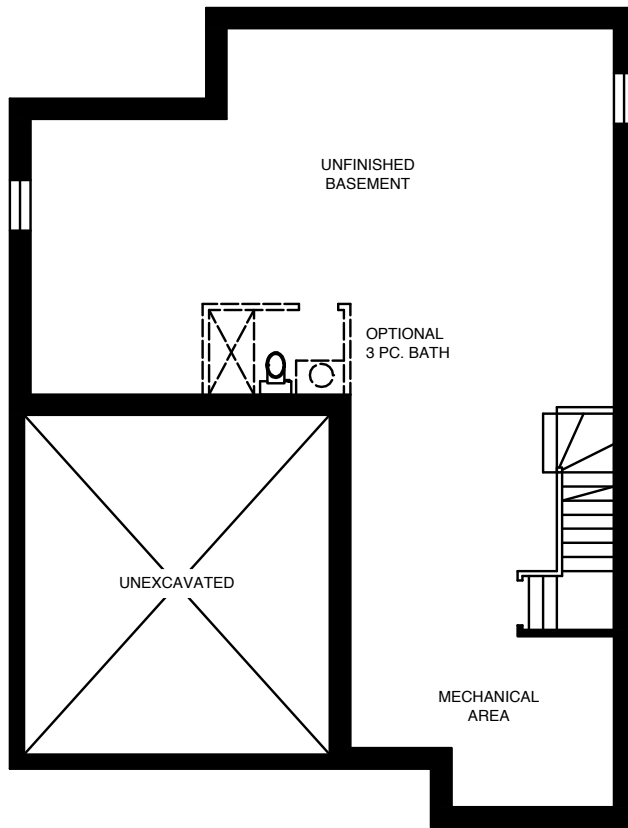 UNFINISHED
BASEMENT
OPTIONAL
3 PC. BATH
UNEXCAVATED
MECHANICAL
AREA